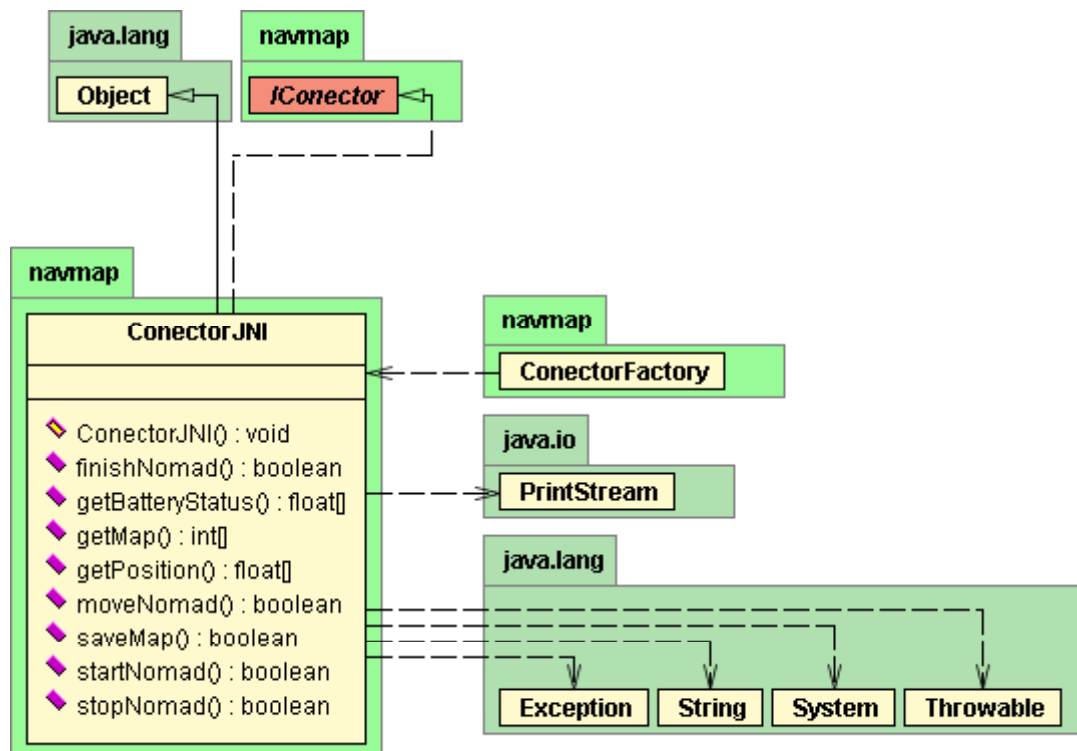 java.lang
Object
navmap
IConector
navmap
ConectorJNI
ConectorJNI() : void
finishNomad() : boolean
getBatteryStatus() : float[]
getMap() : int[]
getPosition() : float[]
moveNomad() : boolean
saveMap() : boolean
startNomad() : boolean
stopNomad() : boolean
navmap
ConectorFactory
java.io
PrintStream
java.lang
Exception String System Throwable